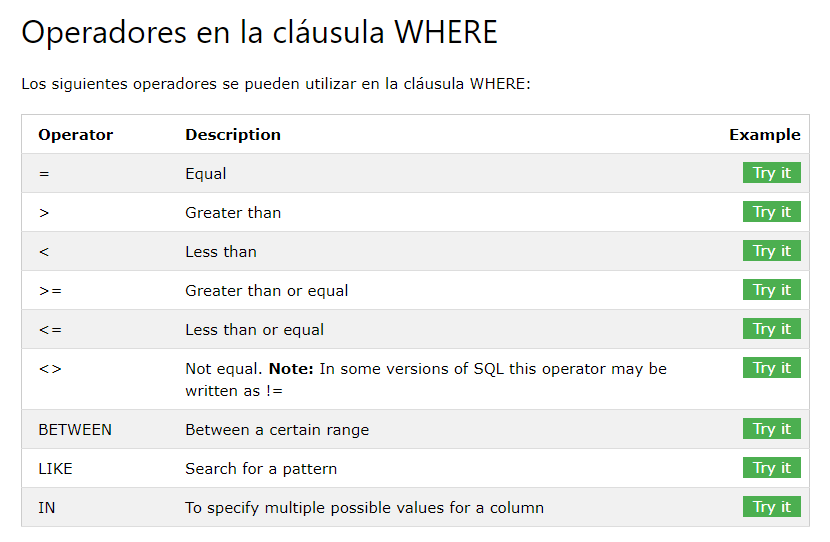 Operadores en la cláusula WHERE
Los siguientes operadores se pueden utilizar en la cláusula WHERE:
Operator Description Example
= Equal Try it
> Greater than Try it
< Less than Try it
>= Greater than or equal Try it
<= Less than or equal Try it
<> Not equal. Note: In some versions of SQL this operator may be Try it
written as !=
BETWEEN Between a certain range Try it
LIKE Search for a pattern Try it
IN To specify multiple possible values for a column Try it